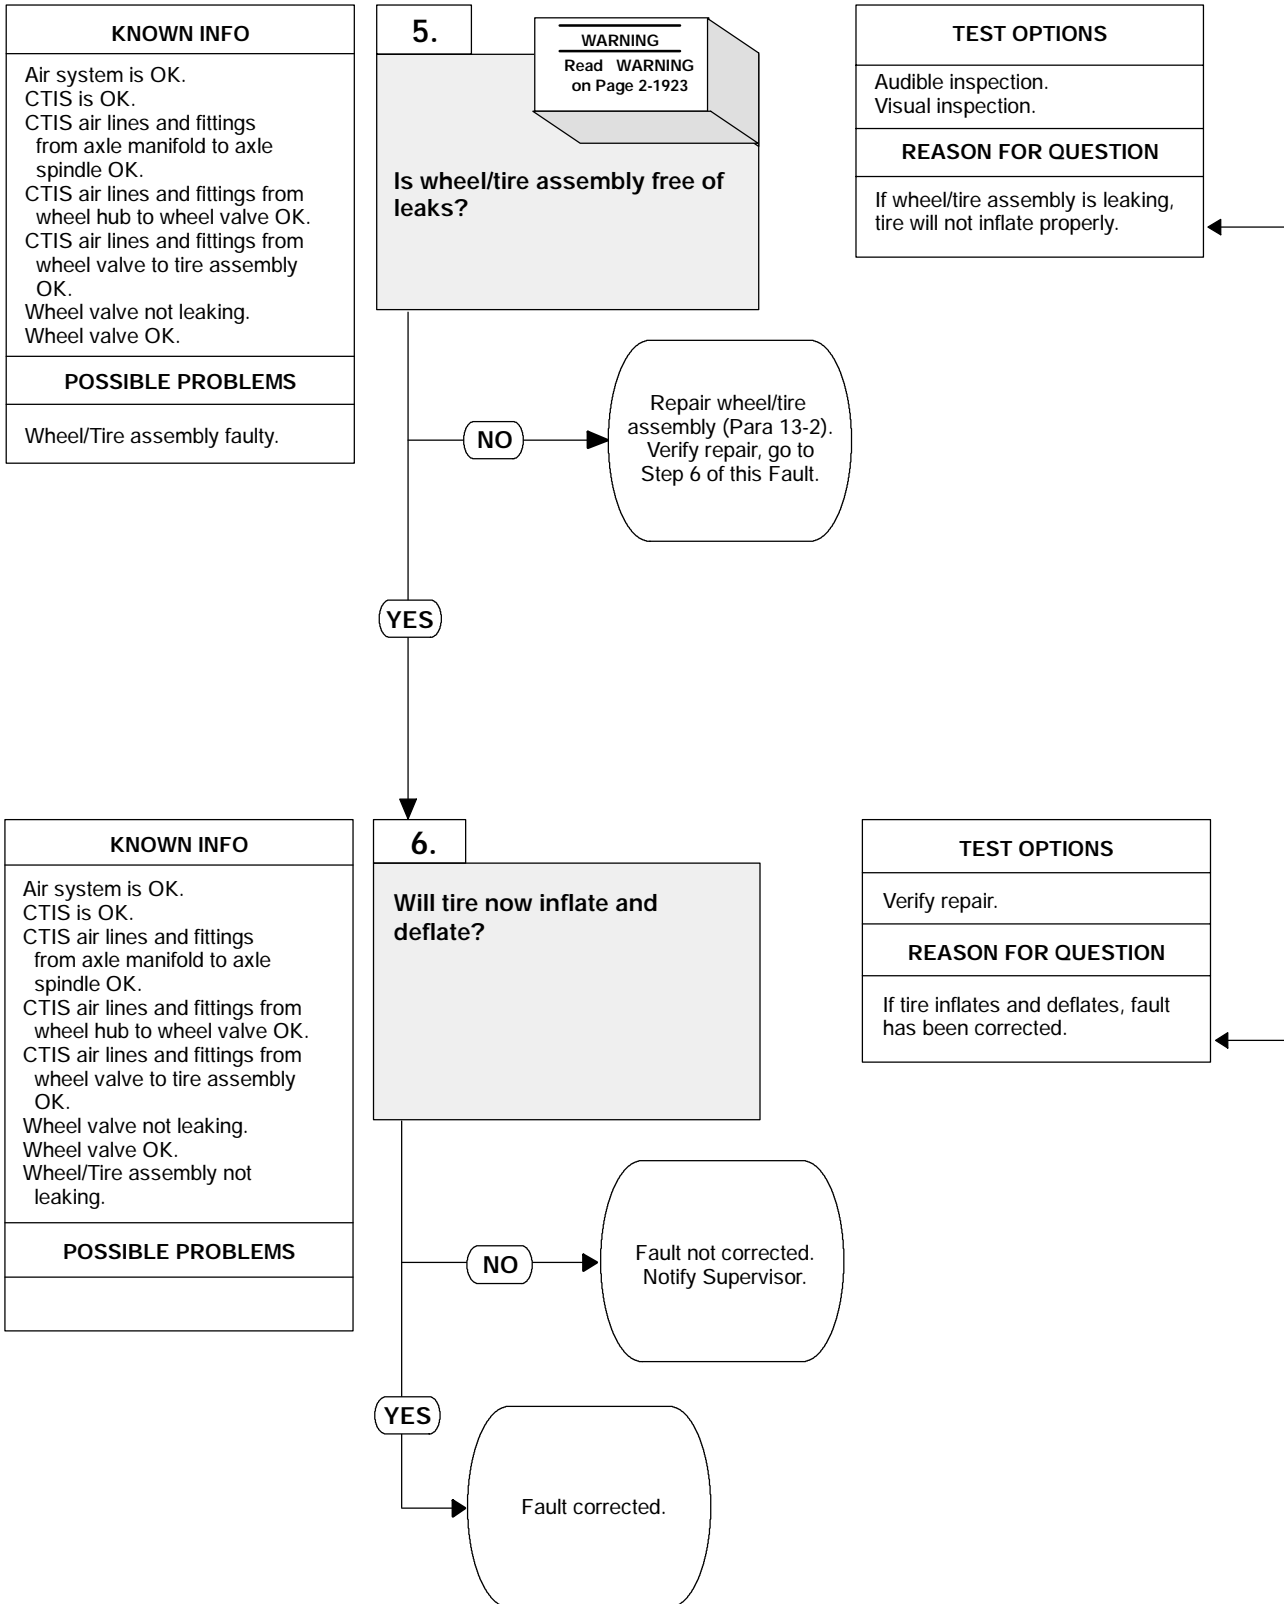 KNOWN INFO
Air system is OK.
CTIS is OK.
CTIS air lines and fittings
from axle manifold to axle
spindle OK.
CTIS air lines and fittings from
wheel hub to wheel valve OK.
CTIS air lines and fittings from
wheel valve to tire assembly
OK.
Wheel valve not leaking.
Wheel valve OK.
POSSIBLE PROBLEMS
Wheel/Tire assembly faulty.
5.
WARNING
Read WARNING
on Page 2-1923
Is wheel/tire assembly free of
leaks?
TEST OPTIONS
Audible inspection.
Visual inspection.
REASON FOR QUESTION
If wheel/tire assembly is leaking,
tire will not inflate properly.
NO
Repair wheel/tire
assembly (Para 13-2).
Verify repair, go to
Step 6 of this Fault.
YES
KNOWN INFO
Air system is OK.
CTIS is OK.
CTIS air lines and fittings
from axle manifold to axle
spindle OK.
CTIS air lines and fittings from
wheel hub to wheel valve OK.
CTIS air lines and fittings from
wheel valve to tire assembly
OK.
Wheel valve not leaking.
Wheel valve OK.
Wheel/Tire assembly not
leaking.
POSSIBLE PROBLEMS
6.
Will tire now inflate and
deflate?
TEST OPTIONS
Verify repair.
REASON FOR QUESTION
If tire inflates and deflates, fault
has been corrected.
NO
Fault not corrected.
Notify Supervisor.
YES
Fault corrected.